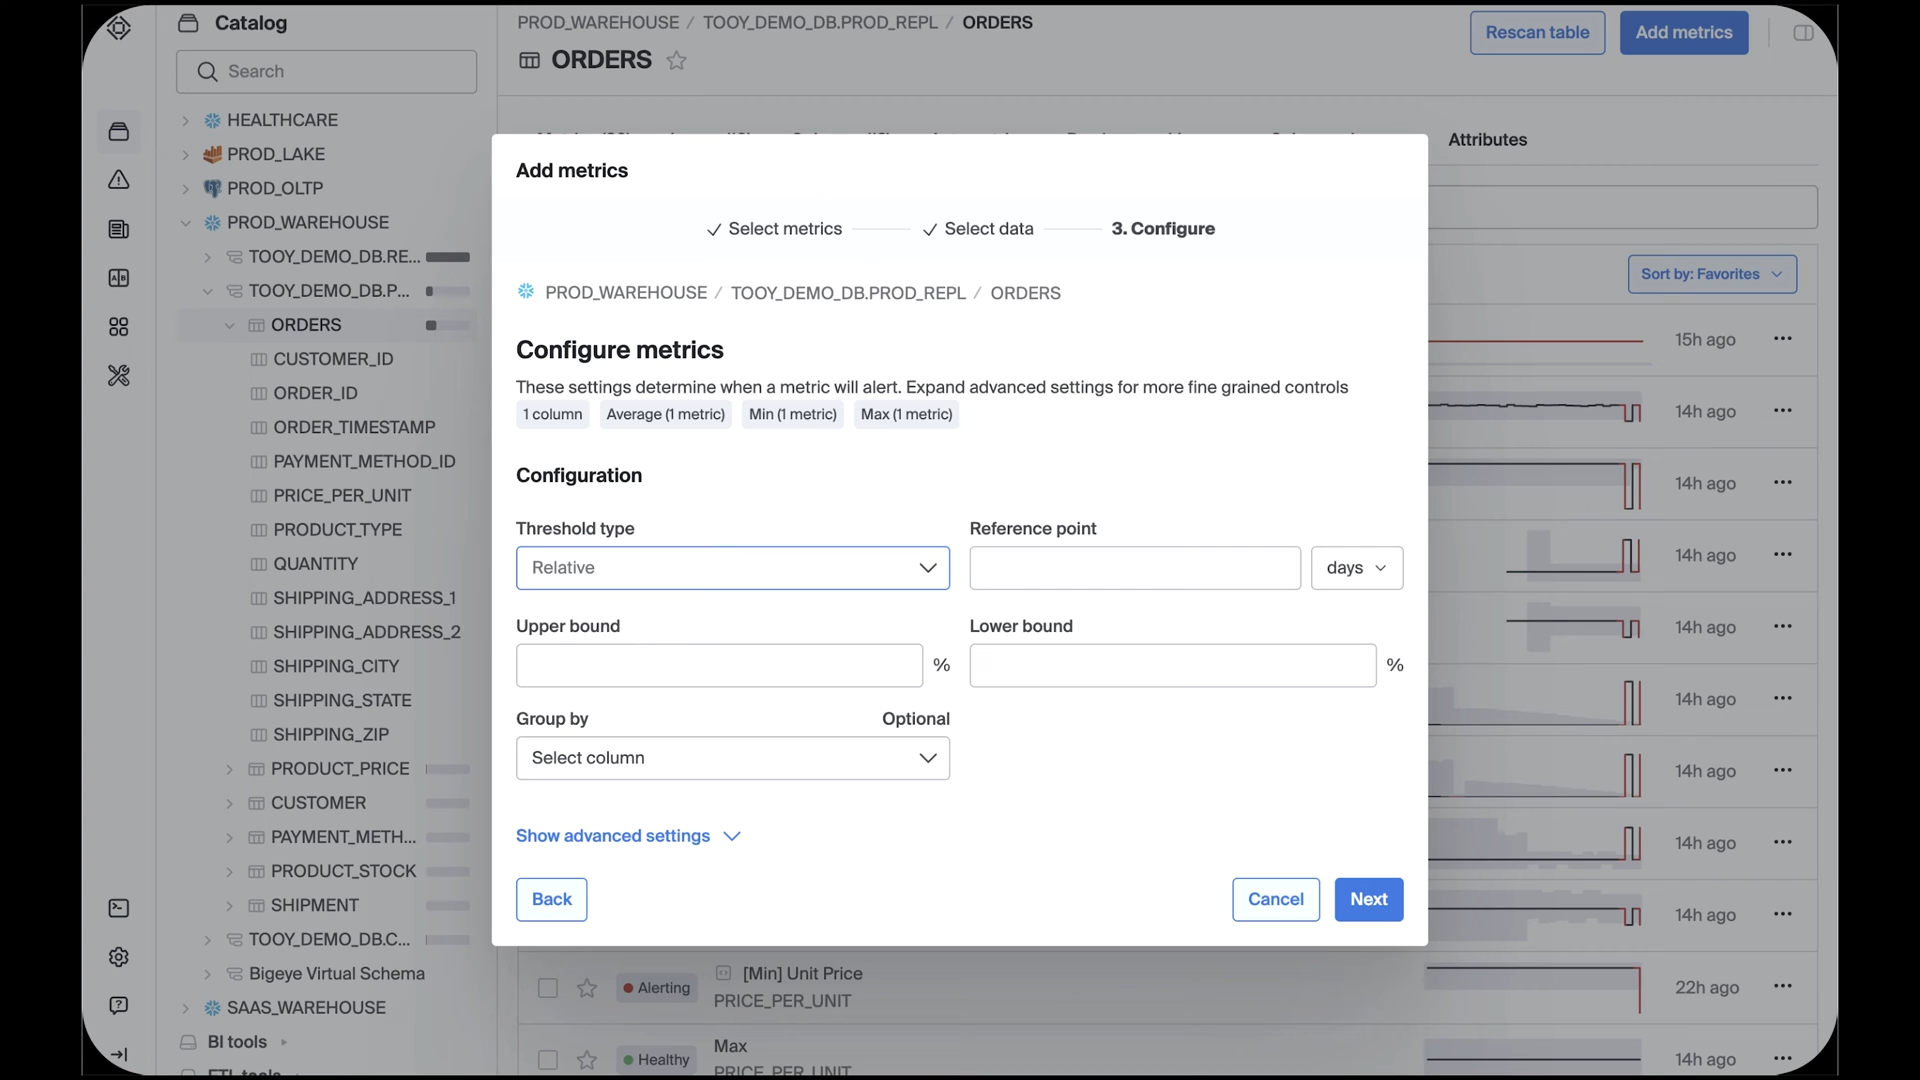 Catalog
Search
HEALTHCARE
PROD_LAKE
PROD_OLTP
PROD_WAREHOUSE
TOOY_DEMO_DB.RE...
TOOY_DEMO_DB.P...
ORDERS
CUSTOMER_ID
ORDER_ID
ORDER_TIMESTAMP
PAYMENT_METHOD_ID
PRICE_PER_UNIT
PRODUCT_TYPE
QUANTITY
SHIPPING_ADDRESS_1
SHIPPING_ADDRESS_2
SHIPPING_CITY
SHIPPING_STATE
SHIPPING_ZIP
PRODUCT_PRICE
CUSTOMER
PAYMENT_METH...
PRODUCT_STOCK
SHIPMENT
TOOY_DEMO_DB.C...
Bigeye Virtual Schema
SAAS_WAREHOUSE
BI tools
PROD_WAREHOUSE / TOOY_DEMO_DB.PROD_REPL / ORDERS
ORDERS
Rescan table
Add metrics
Attributes
Sort by: Favorites
Add metrics
Select metrics
Select data
3. Configure
PROD_WAREHOUSE / TOOY_DEMO_DB.PROD_REPL / ORDERS
Configure metrics
These settings determine when a metric will alert. Expand advanced settings for more fine grained controls
1 column
Average (1 metric)
Min (1 metric)
Max (1 metric)
Configuration
Threshold type
Relative
Reference point
days
Upper bound
%
Lower bound
%
Group by
Optional
Select column
Show advanced settings
Back
Cancel
Next
15h ago
14h ago
14h ago
14h ago
14h ago
14h ago
14h ago
14h ago
14h ago
Alerting
[Min] Unit Price
PRICE_PER_UNIT
22h ago
Healthy
Max
PRICE_PER_UNIT
14h ago